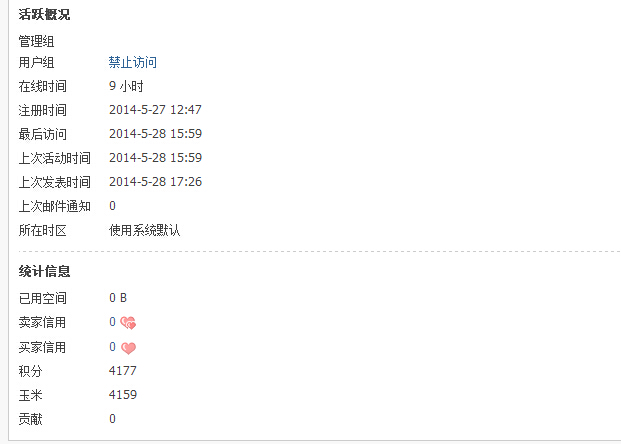 活跃概况
管理组
用户组 禁止访问
在线时间 9 小时
注册时间 2014-5-27 12:47
最后访问 2014-5-28 15:59
上次活动时间 2014-5-28 15:59
上次发表时间 2014-5-28 17:26
上次邮件通知 0
所在时区 使用系统默认
统计信息
已用空间 0 B
卖家信用 0
买家信用 0
积分 4177
玉米 4159
贡献 0